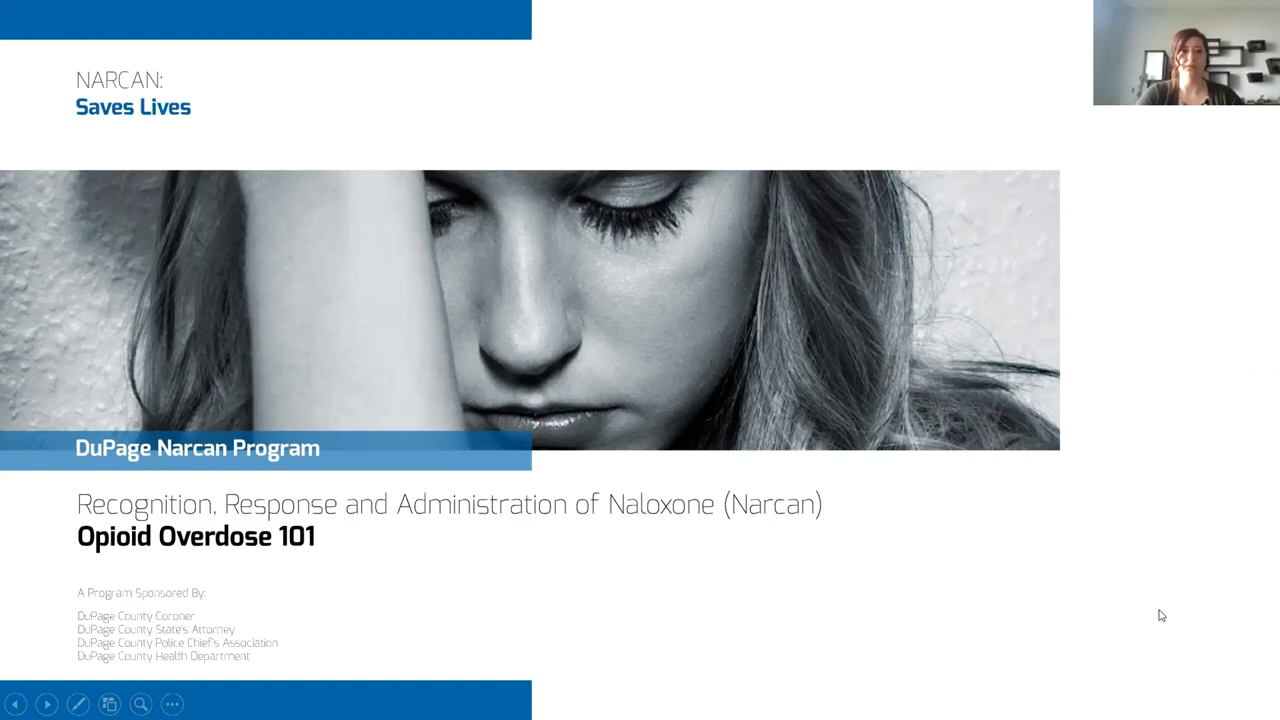 NARCAN:
Saves Lives
DuPage Narcan Program
Recognition, Response and Administration of Naloxone (Narcan)
Opioid Overdose 101
A Program Sponsored By:
DuPage County Coroner
DuPage County State's Attorney
DuPage County Police Chief's Association
DuPage County Health Department